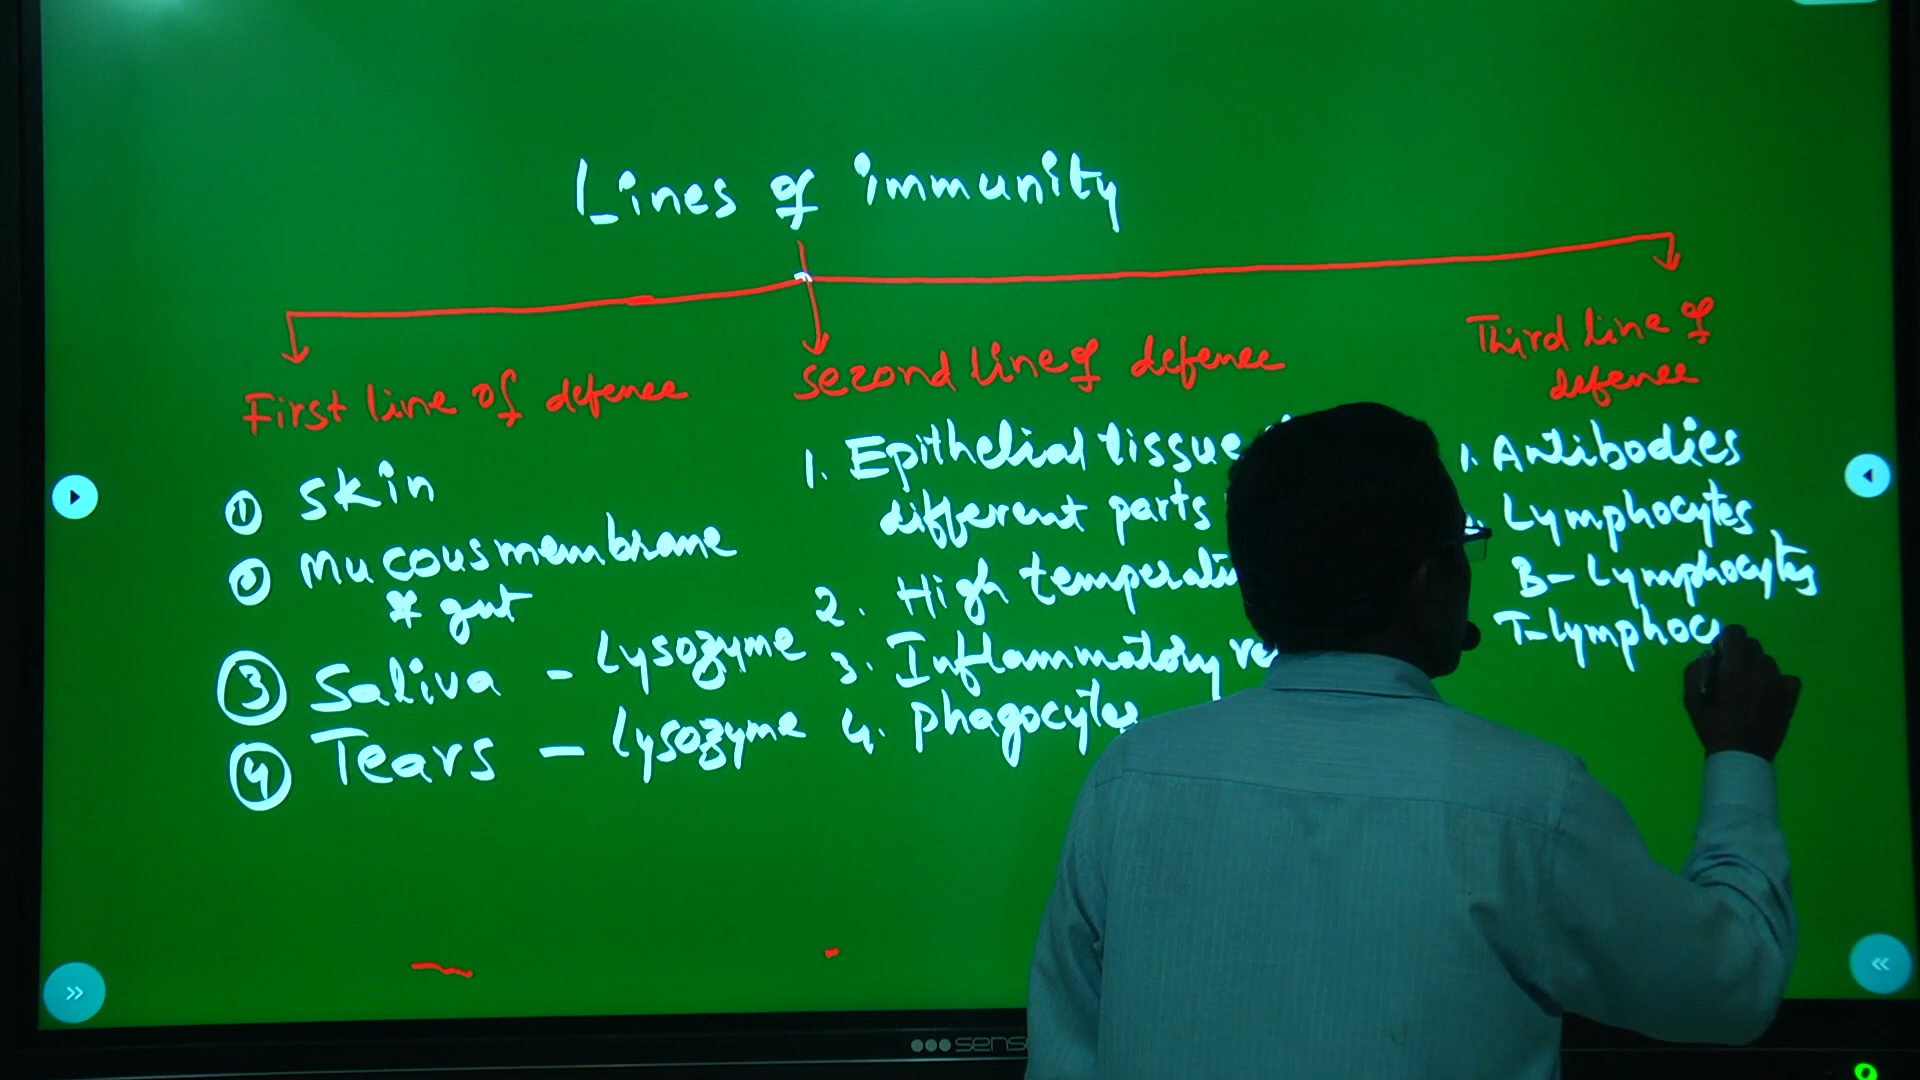 Lines of immunity
First line of defence
① Skin
② Mucous membrane
* gut
③ Saliva - Lysozyme
④ Tears - Lysozyme
Second line of defence
1. Epithelial tissue
different parts
2. High
3. Inflammatory
4. Phagocytes
Third line of
defence
1. Antibodies
Lymphocytes
B-Lymphocytes
T-Lymphoc